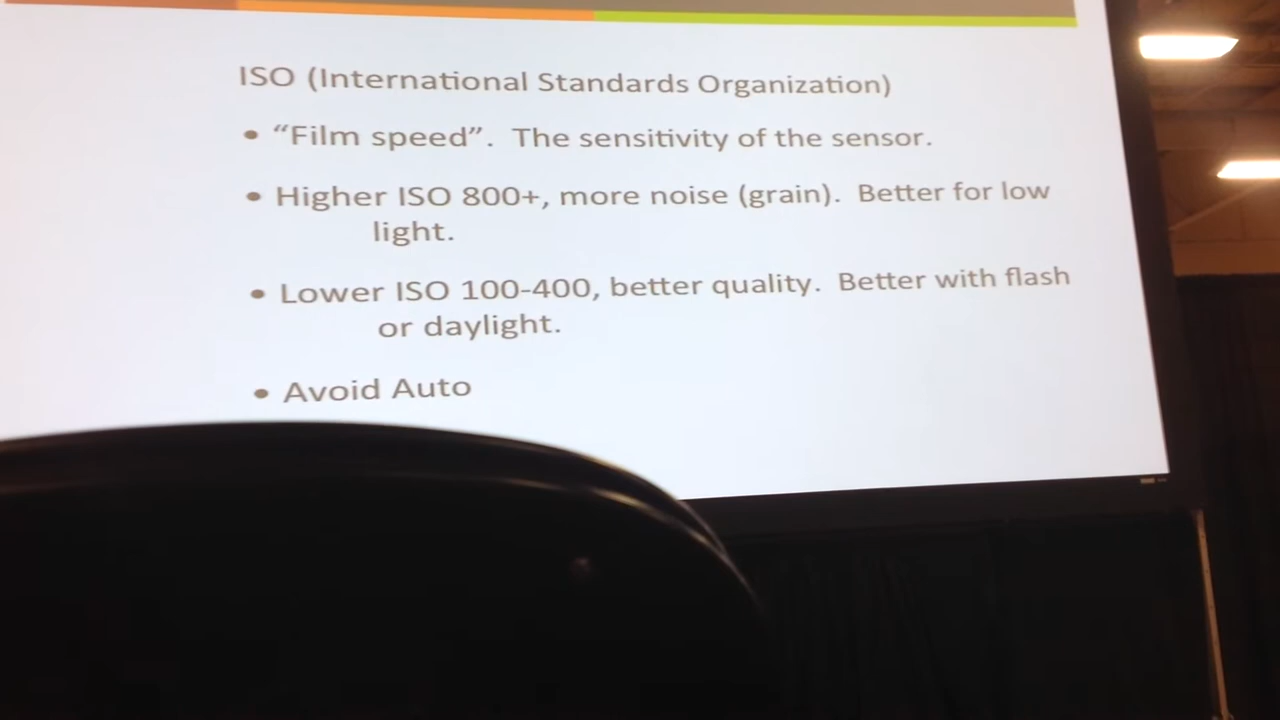 ISO (International Standards Organization)
• “Film speed”.  The sensitivity of the sensor.
• Higher ISO 800+, more noise (grain).  Better for low
light.
• Lower ISO 100-400, better quality.  Better with flash
or daylight.
• Avoid Auto